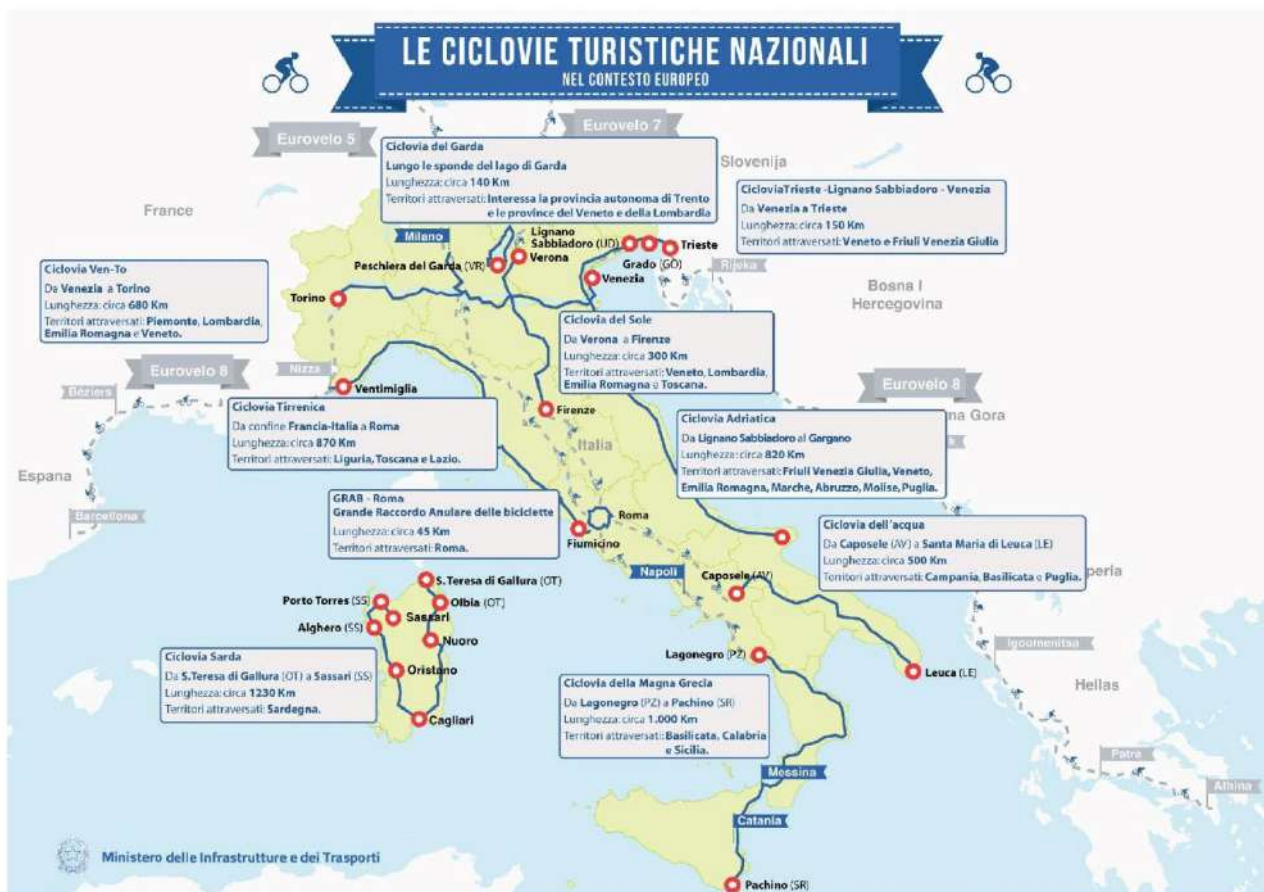 LE CICLOVIE TURISTICHE NAZIONALI
NEL CONTESTO EUROPEO
Eurovelo 5
Eurovelo 7
Ciclovia del Garda
Lungo le sponde del lago di Garda
Lunghezza: circa 140 Km
Territori attraversati: Interessa la provincia autonoma di Trento
e le province del Veneto e della Lombardia
Slovenija
CicloviaTrieste -Lignano Sabbiadoro - Venezia
Da Venezia a Trieste
Lunghezza: circa 150 Km
Territori attraversati: Veneto e Friuli Venezia Giulia
France
Milano
Lignano
Sabbiadoro (UD)
Trieste
Verona
Grado (GO)
Peschiera del Garda (VR)
Rijeka
Venezia
Bosna I
Hercegovina
Ciclovia Ven-To
Da Venezia a Torino
Lunghezza: circa 680 Km
Territori attraversati: Piemonte, Lombardia,
Emilia Romagna e Veneto.
Torino
Ciclovia del Sole
Da Verona a Firenze
Lunghezza: circa 300 Km
Territori attraversati: Veneto, Lombardia,
Emilia Romagna e Toscana.
Eurovelo 8
Nizza
Béziers
Ventimiglia
Eurovelo 8
Ciclovia Tirrenica
Da confine Francia-Italia a Roma
Lunghezza: circa 870 Km
Territori attraversati: Liguria, Toscana e Lazio.
Firenze
Italia
Ciclovia Adriatica
Da Lignano Sabbiadoro al Gargano
Lunghezza: circa 820 Km
Territori attraversati: Friuli Venezia Giulia, Veneto,
Emilia Romagna, Marche, Abruzzo, Molise, Puglia.
na Gora
Espana
Barcellona
GRAB - Roma
Grande Raccordo Anulare delle biciclette
Lunghezza: circa 45 Km
Territori attraversati: Roma.
Roma
Fiumicino
Ciclovia dell'acqua
Da Caposele (AV) a Santa Maria di Leuca (LE)
Lunghezza: circa 500 Km
Territori attraversati: Campania, Basilicata e Puglia.
peria
Napoli
Caposele (AV)
S.Teresa di Gallura (OT)
Porto Torres (SS)
Olbia (OT)
Sassari
Alghero (SS)
Nuoro
Igoumenitsa
Lagonegro (PZ)
Leuca (LE)
Ciclovia Sarda
Da S.Teresa di Gallura (OT) a Sassari (SS)
Lunghezza: circa 1230 Km
Territori attraversati: Sardegna.
Oristano
Cagliari
Hellas
Ciclovia della Magna Grecia
Da Lagonegro (PZ) a Pachino (SR)
Lunghezza: circa 1.000 Km
Territori attraversati: Basilicata, Calabria
e Sicilia.
Patra
Messina
Athina
Catania
Ministero delle Infrastrutture e dei Trasporti
Pachino (SR)